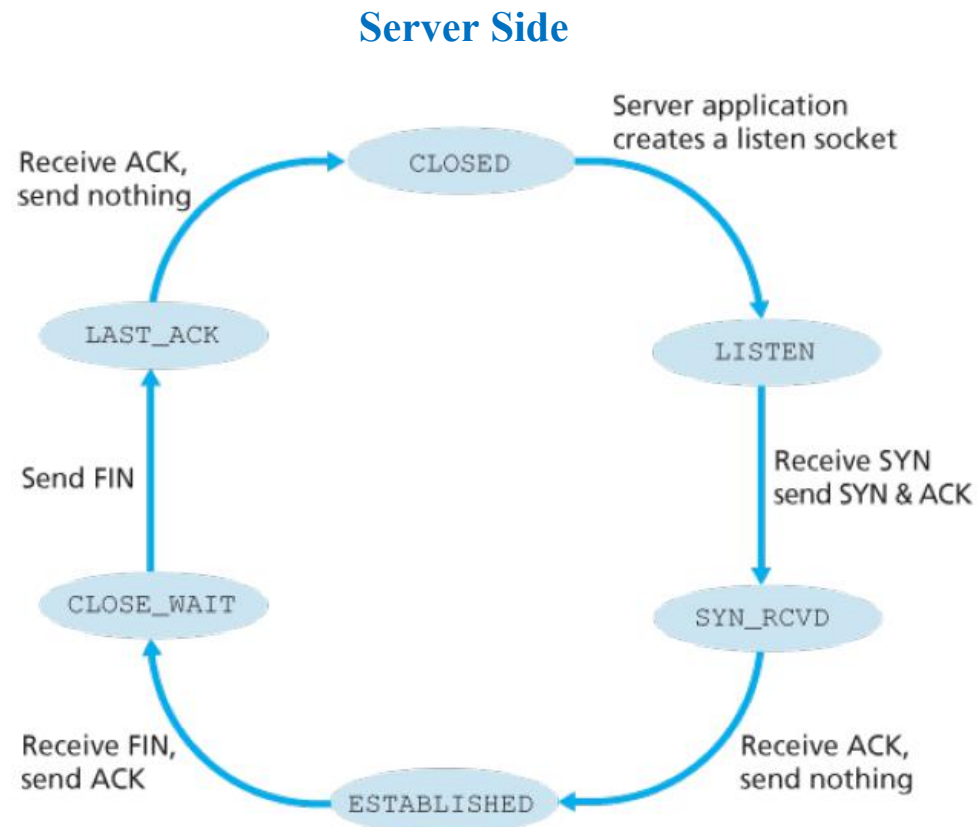 Server Side
Server application
creates a listen socket
Receive ACK,
send nothing
CLOSED
LAST_ACK
LISTEN
Send FIN
Receive SYN
send SYN & ACK
CLOSE_WAIT
SYN_RCVD
Receive FIN,
send ACK
Receive ACK,
send nothing
ESTABLISHED